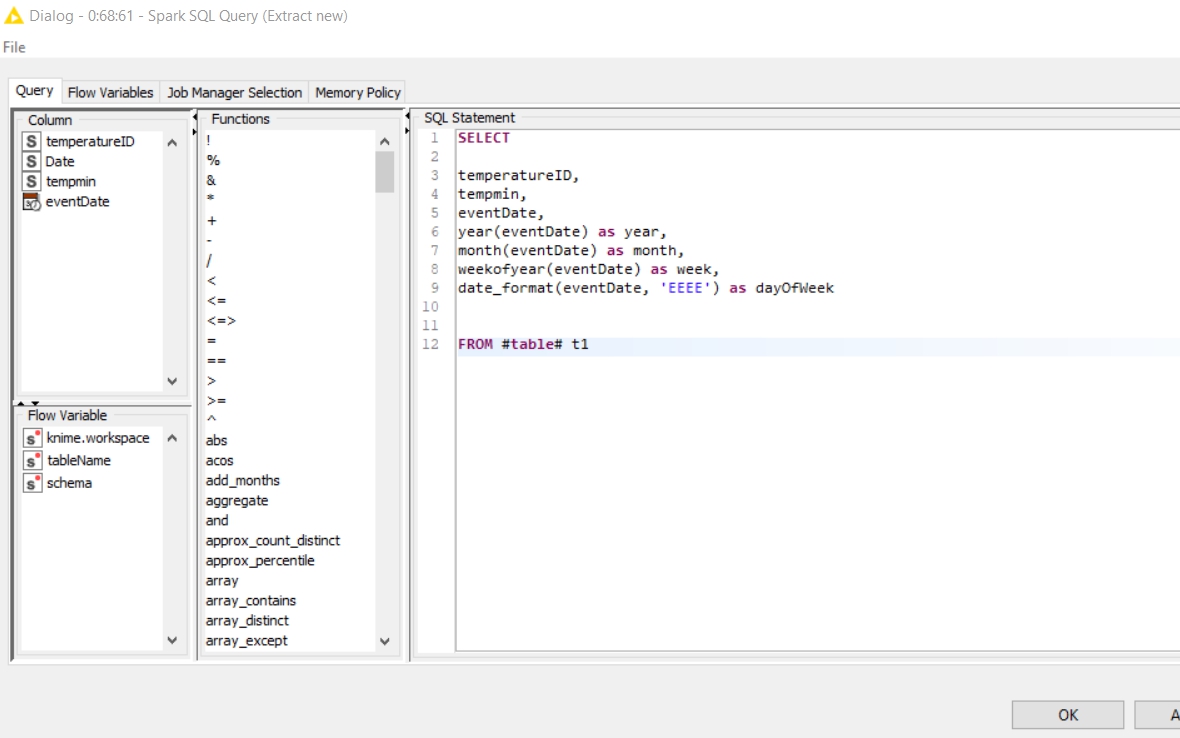 Dialog - 0:68:61 - Spark SQL Query (Extract new)
File
Query Flow Variables Job Manager Selection Memory Policy
Column
S temperatureID
S Date
S tempmin
eventDate
Flow Variable
s knime.workspace
s tableName
s schema
Functions
!
%
&
*
+
-
/
<
<=
<=>
=
==
>
>=
^
abs
acos
add_months
aggregate
and
approx_count_distinct
approx_percentile
array
array_contains
array_distinct
array_except
SQL Statement
1 SELECT
2
3 temperatureID,
4 tempmin,
5 eventDate,
6 year(eventDate) as year,
7 month(eventDate) as month,
8 weekofyear(eventDate) as week,
9 date_format(eventDate, 'EEEE') as dayOfWeek
10
11
12 FROM #table# t1
OK
A